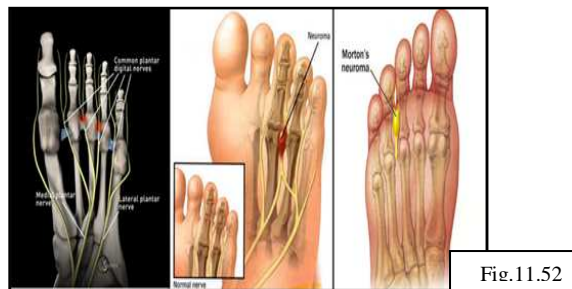 Common plantar
digital nerves
Medial plantar
nerve
Lateral plantar
nerve
Neuroma
Normal nerve
Morton's
neuroma
Fig.11.52